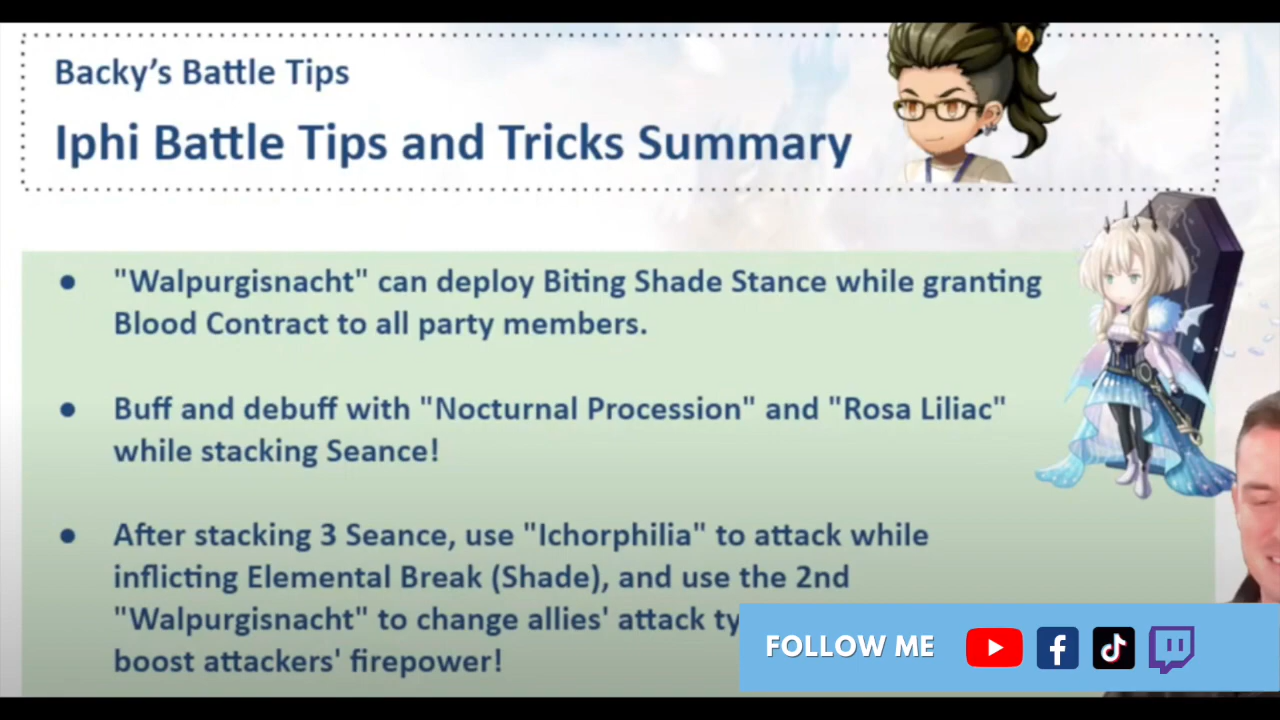 Backy's Battle Tips
Iphi Battle Tips and Tricks Summary
● "Walpurgisnacht" can deploy Biting Shade Stance while granting
Blood Contract to all party members.
● Buff and debuff with "Nocturnal Procession" and "Rosa Liliac"
while stacking Seance!
● After stacking 3 Seance, use "Ichorphilia" to attack while
inflicting Elemental Break (Shade), and use the 2nd
"Walpurgisnacht" to change allies' attack
boost attackers' firepower!
FOLLOW ME